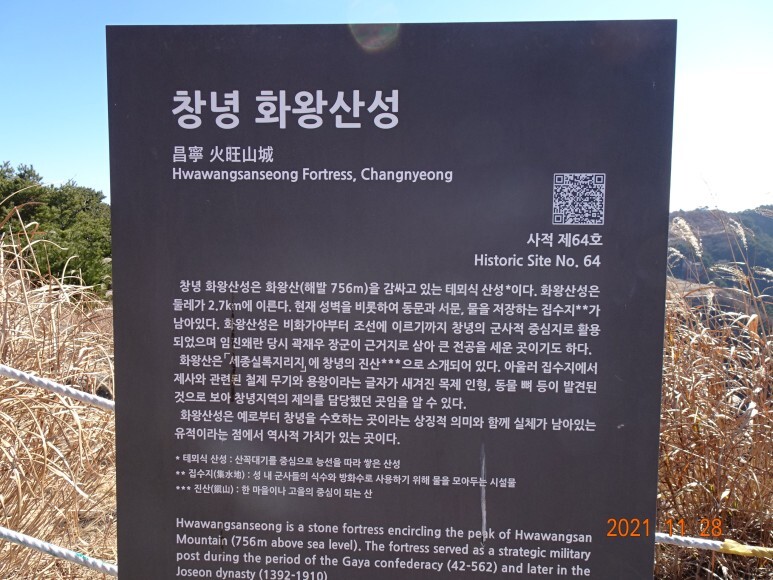 창녕 화왕산성
昌寧 火旺山城
Hwawangsanseong Fortress, Changnyeong
사적 제64호
Historic Site No. 64
창녕 화왕산성은 화왕산(해발 756m)을 감싸고 있는 테뫼식 산성*이다. 화왕산성은
둘레가 2.7km에 이른다. 현재 성벽을 비롯하여 동문과 서문, 물을 저장하는 집수지**가
남아있다. 화왕산성은 비화가야부터 조선에 이르기까지 창녕의 군사적 중심지로 활용
되었으며 임진왜란 당시 곽재우 장군이 근거지로 삼아 큰 전공을 세운 곳이기도 하다.
화왕산은 「세종실록지리지」에 창녕의 진산***으로 소개되어 있다. 아울러 집수지에서
제사와 관련된 철제 무기와 용왕이라는 글자가 새겨진 목제 인형, 동물 뼈 등이 발견된
것으로 보아 창녕지역의 제의를 담당했던 곳임을 알 수 있다.
화왕산성은 예로부터 창녕을 수호하는 곳이라는 상징적 의미와 함께 실체가 남아있는
유적이라는 점에서 역사적 가치가 있는 곳이다.
* 테뫼식 산성 : 산꼭대기를 중심으로 능선을 따라 쌓은 산성
** 집수지(集水地) : 성 내 군사들의 식수와 방화수로 사용하기 위해 물을 모아두는 시설물
*** 진산(鎭山) : 한 마을이나 고을의 중심이 되는 산
Hwawangsanseong is a stone fortress encircling the peak of Hwawangsan
Mountain (756m above sea level). The fortress served as a strategic military
post during the period of the Gaya confederacy (42-562) and later in the
Joseon dynasty (1392-1910)
2021 11 28